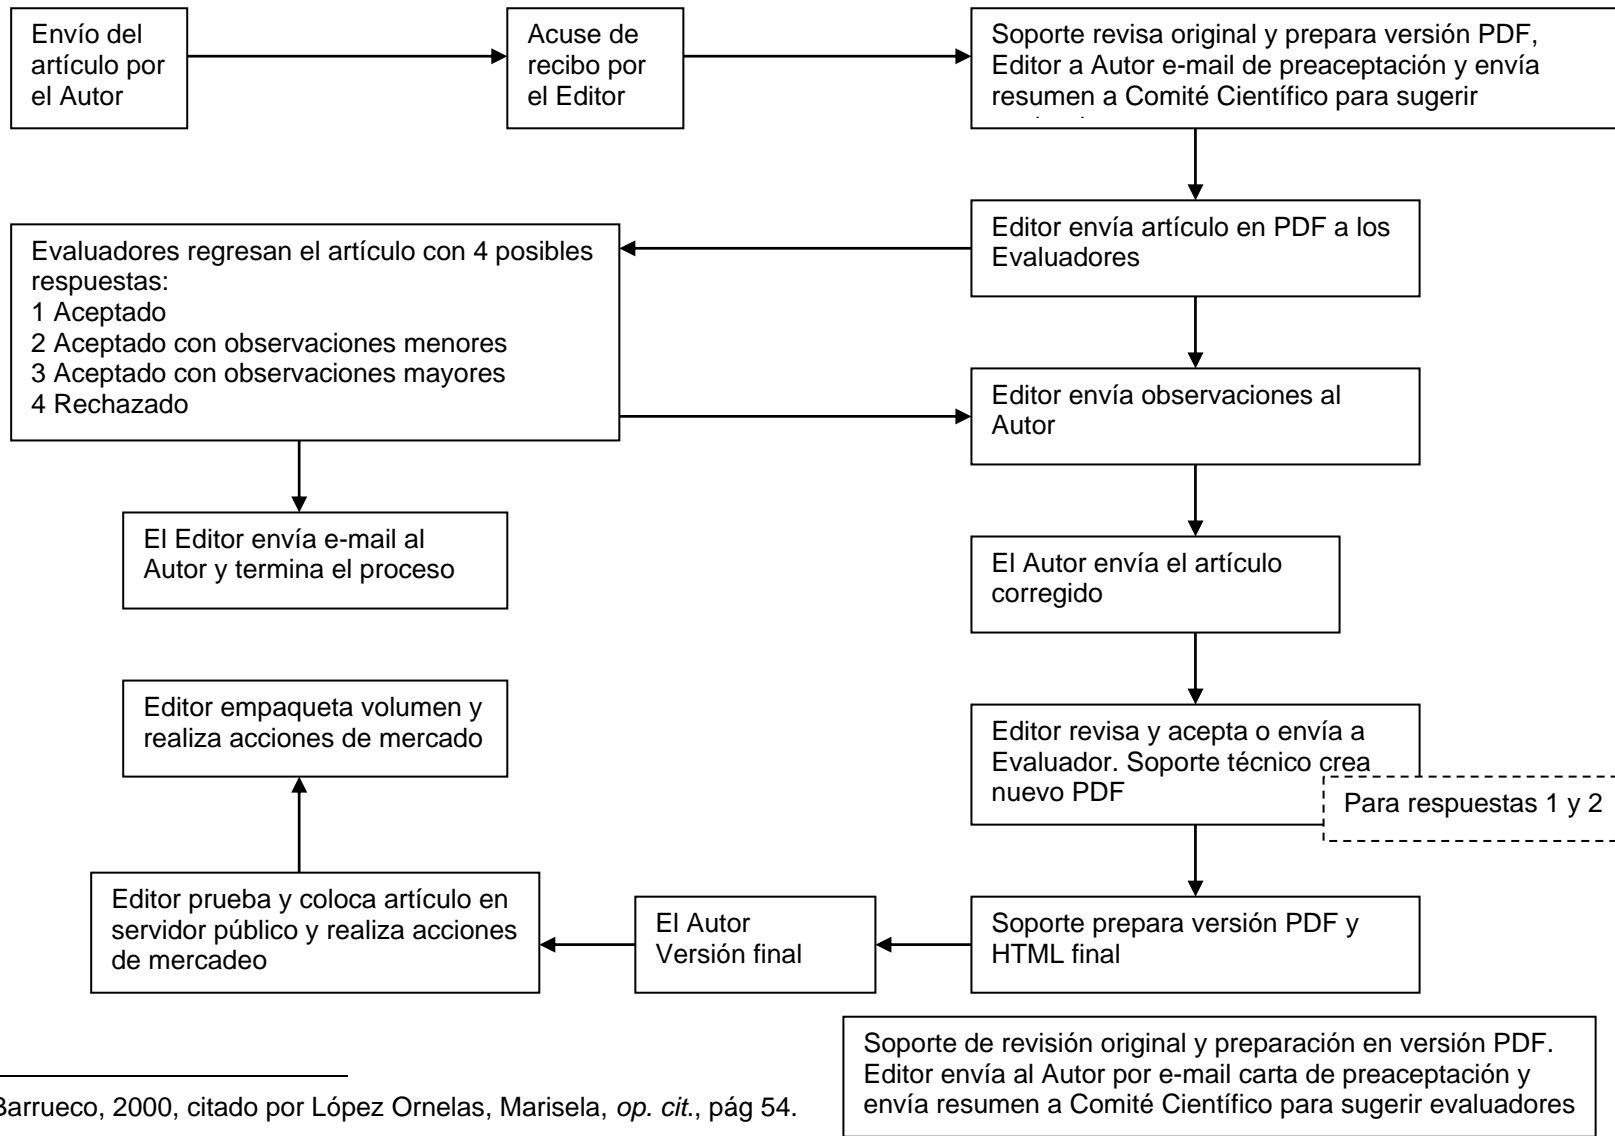 Envío del
artículo por
el Autor
Acuse de
recibo por
el Editor
Soporte revisa original y prepara versión PDF,
Editor a Autor e-mail de preaceptación y envía
resumen a Comité Científico para sugerir
Editor envía artículo en PDF a los
Evaluadores
Evaluadores regresan el artículo con 4 posibles
respuestas:
1 Aceptado
2 Aceptado con observaciones menores
3 Aceptado con observaciones mayores
4 Rechazado
Editor envía observaciones al
Autor
El Editor envía e-mail al
Autor y termina el proceso
El Autor envía el artículo
corregido
Editor empaqueta volumen y
realiza acciones de mercado
Editor revisa y acepta o envía a
Evaluador. Soporte técnico crea
nuevo PDF
Para respuestas 1 y 2
Editor prueba y coloca artículo en
servidor público y realiza acciones
de mercadeo
El Autor
Versión final
Soporte prepara versión PDF y
HTML final
Soporte de revisión original y preparación en versión PDF.
Editor envía al Autor por e-mail carta de preaceptación y
envía resumen a Comité Científico para sugerir evaluadores
Barrueco, 2000, citado por López Ornelas, Marisela, op. cit., pág 54.